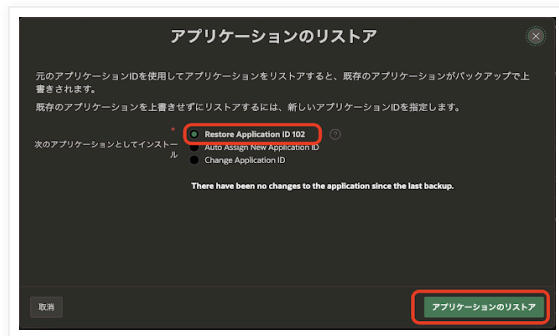 アプリケーションのリストア
元のアプリケーションIDを使用してアプリケーションをリストアすると、既存のアプリケーションがバックアップで上
書きされます。
既存のアプリケーションを上書きせずにリストアするには、新しいアプリケーションIDを指定します。
*
次のアプリケーションとしてインストー
ル
Restore Application ID 102
Auto Assign New Application ID
Change Application ID
There have been no changes to the application since the last backup.
取消
アプリケーションのリストア